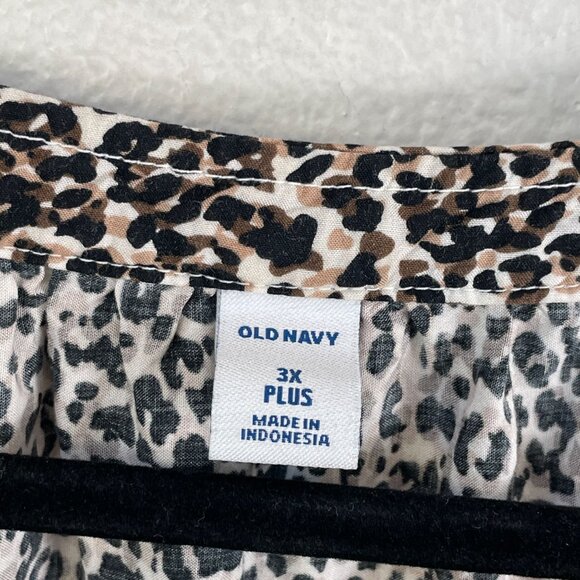 OLD NAVY
3X
PLUS
MADE IN
INDONESIA